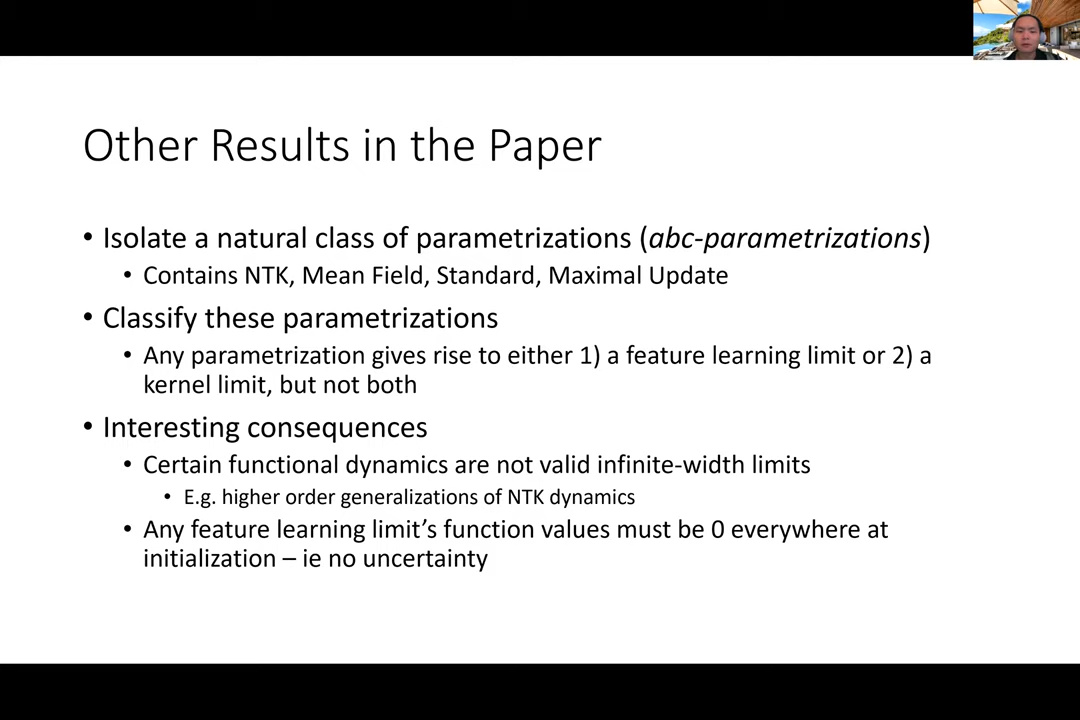 Other Results in the Paper
• Isolate a natural class of parametrizations (abc-parametrizations)
• Contains NTK, Mean Field, Standard, Maximal Update
• Classify these parametrizations
• Any parametrization gives rise to either 1) a feature learning limit or 2) a
kernel limit, but not both
• Interesting consequences
• Certain functional dynamics are not valid infinite-width limits
• E.g. higher order generalizations of NTK dynamics
• Any feature learning limit’s function values must be 0 everywhere at
initialization – ie no uncertainty